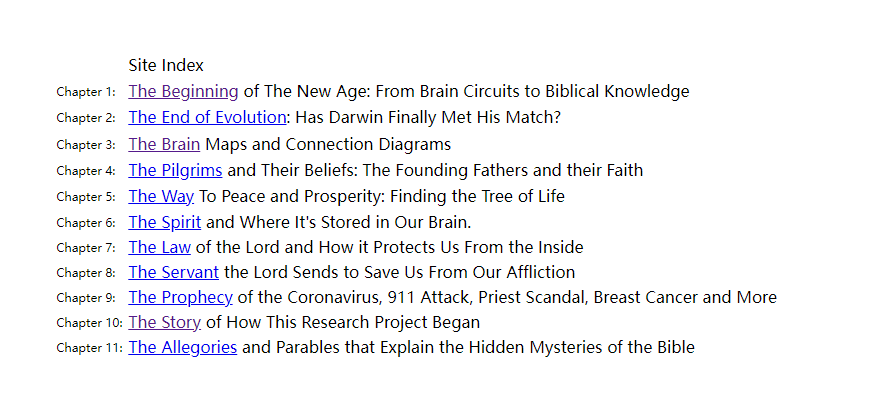 Site Index
Chapter 1: The Beginning of The New Age: From Brain Circuits to Biblical Knowledge
Chapter 2: The End of Evolution: Has Darwin Finally Met His Match?
Chapter 3: The Brain Maps and Connection Diagrams
Chapter 4: The Pilgrims and Their Beliefs: The Founding Fathers and their Faith
Chapter 5: The Way To Peace and Prosperity: Finding the Tree of Life
Chapter 6: The Spirit and Where It's Stored in Our Brain.
Chapter 7: The Law of the Lord and How it Protects Us From the Inside
Chapter 8: The Servant the Lord Sends to Save Us From Our Affliction
Chapter 9: The Prophecy of the Coronavirus, 911 Attack, Priest Scandal, Breast Cancer and More
Chapter 10: The Story of How This Research Project Began
Chapter 11: The Allegories and Parables that Explain the Hidden Mysteries of the Bible